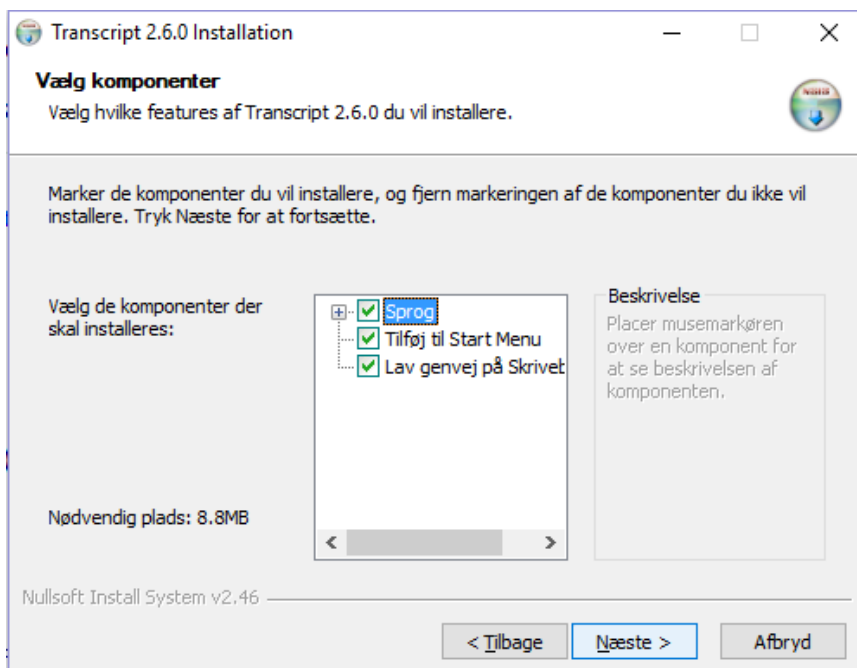 Transcript 2.6.0 Installation
Vælg komponenter
Vælg hvilke features af Transcript 2.6.0 du vil installere.
Marker de komponenter du vil installere, og fjern markeringen af de komponenter du ikke vil
installere. Tryk Næste for at fortsætte.
Vælg de komponenter der
skal installeres:
Sprog
Tilføj til Start Menu
Lav genvej på Skriveb
Beskrivelse
Placer musemarkøren
over en komponent for
at se beskrivelsen af
komponenten.
Nødvendig plads: 8.8MB
Nullsoft Install System v2.46
< Tilbage
Næste >
Afbryd